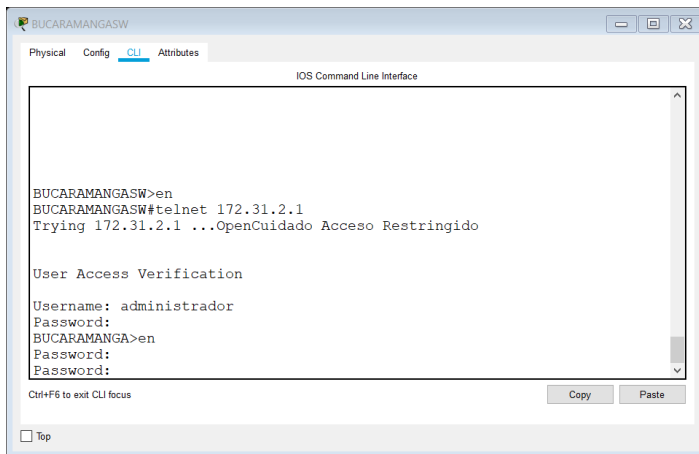 BUCARAMANGASW
Physical Config CLI Attributes
IOS Command Line Interface
BUCARAMANGASW>en
BUCARAMANGASW#telnet 172.31.2.1
Trying 172.31.2.1 ...OpenCuidado Acceso Restringido
User Access Verification
Username: administrador
Password:
BUCARAMANGA>en
Password:
Password:
Ctrl+F6 to exit CLI focus
Copy Paste
Top